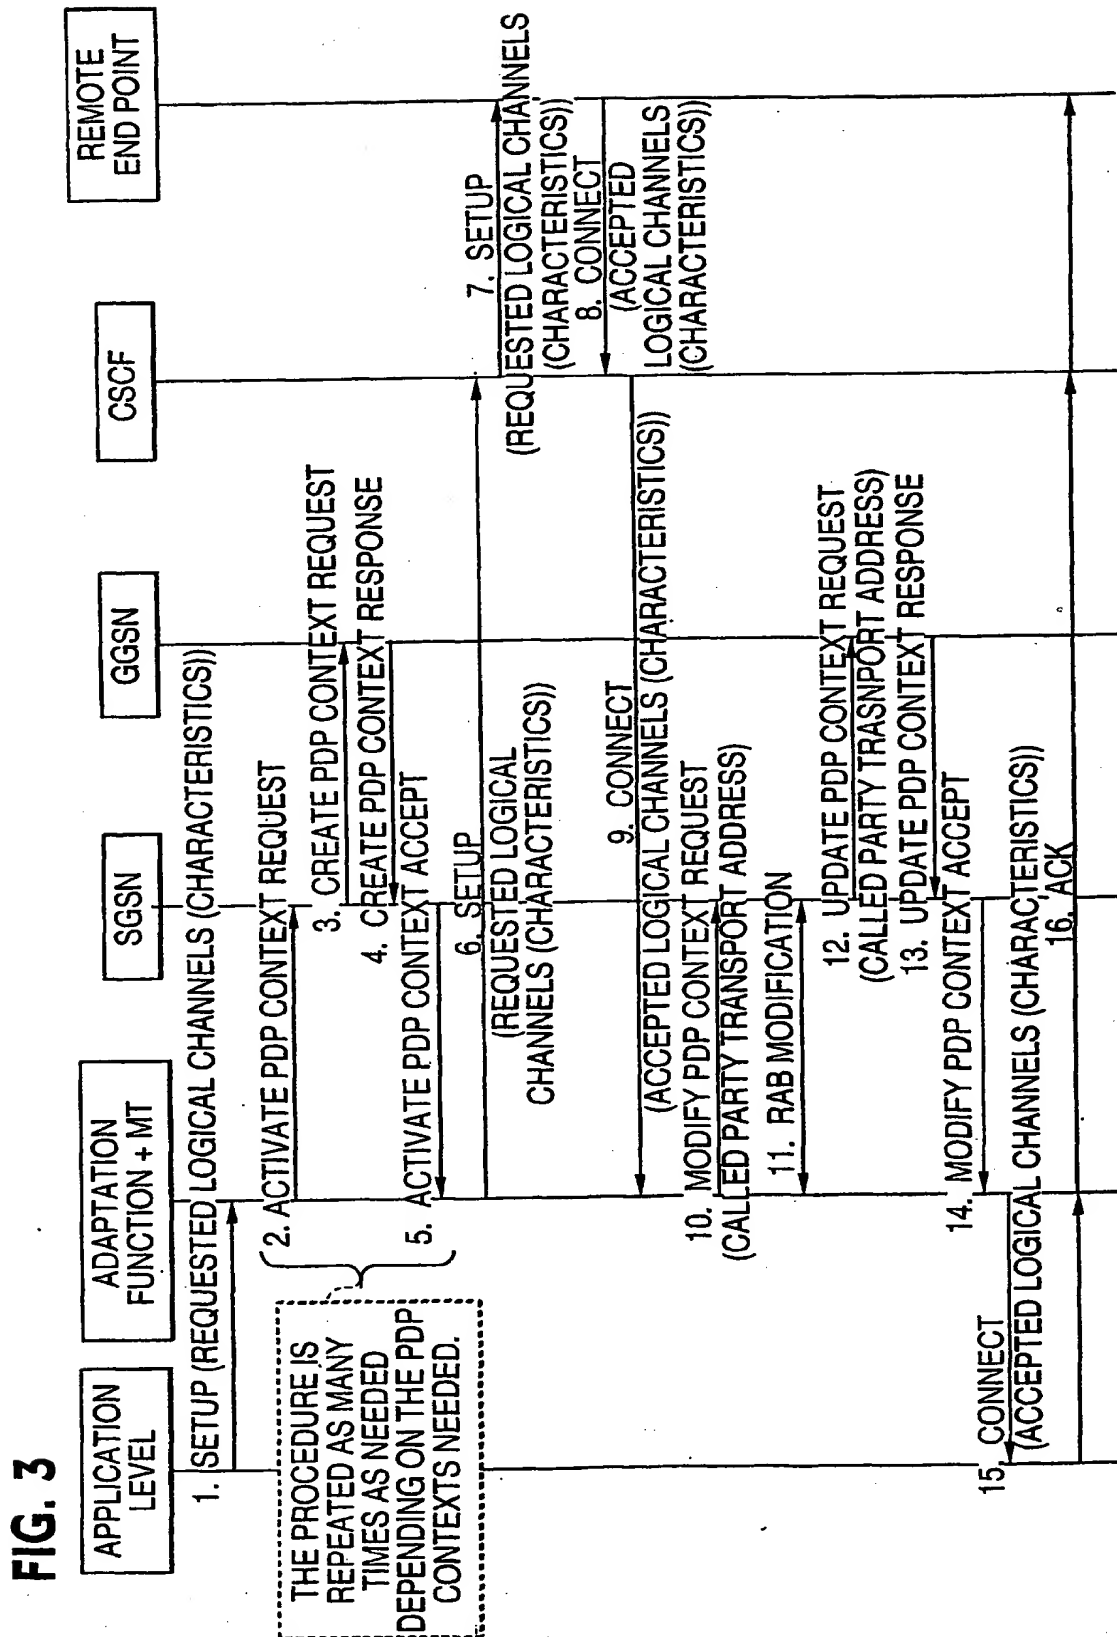 FIG. 3
APPLICATION
LEVEL
ADAPTATION
FUNCTION + MT
SGSN
GGSN
CSCF
REMOTE
END POINT
1. SETUP (REQUESTED LOGICAL CHANNELS (CHARACTERISTICS))
2. ACTIVATE PDP CONTEXT REQUEST
3. CREATE PDP CONTEXT REQUEST
4. CREATE PDP CONTEXT RESPONSE
5. ACTIVATE PDP CONTEXT ACCEPT
THE PROCEDURE IS
REPEATED AS MANY
TIMES AS NEEDED
DEPENDING ON THE PDP
CONTEXTS NEEDED.
6. SETUP
(REQUESTED LOGICAL
CHANNELS (CHARACTERISTICS))
7. SETUP
(REQUESTED LOGICAL CHANNELS
(CHARACTERISTICS))
8. CONNECT
(ACCEPTED
LOGICAL CHANNELS
(CHARACTERISTICS))
9. CONNECT
(ACCEPTED LOGICAL CHANNELS (CHARACTERISTICS))
10. MODIFY PDP CONTEXT REQUEST
(CALLED PARTY TRANSPORT ADDRESS)
11. RAB MODIFICATION
12. UPDATE PDP CONTEXT REQUEST
(CALLED PARTY TRASNPORT ADDRESS)
13. UPDATE PDP CONTEXT RESPONSE
14. MODIFY PDP CONTEXT ACCEPT
15. CONNECT
(ACCEPTED LOGICAL CHANNELS (CHARACTERISTICS))
16. ACK